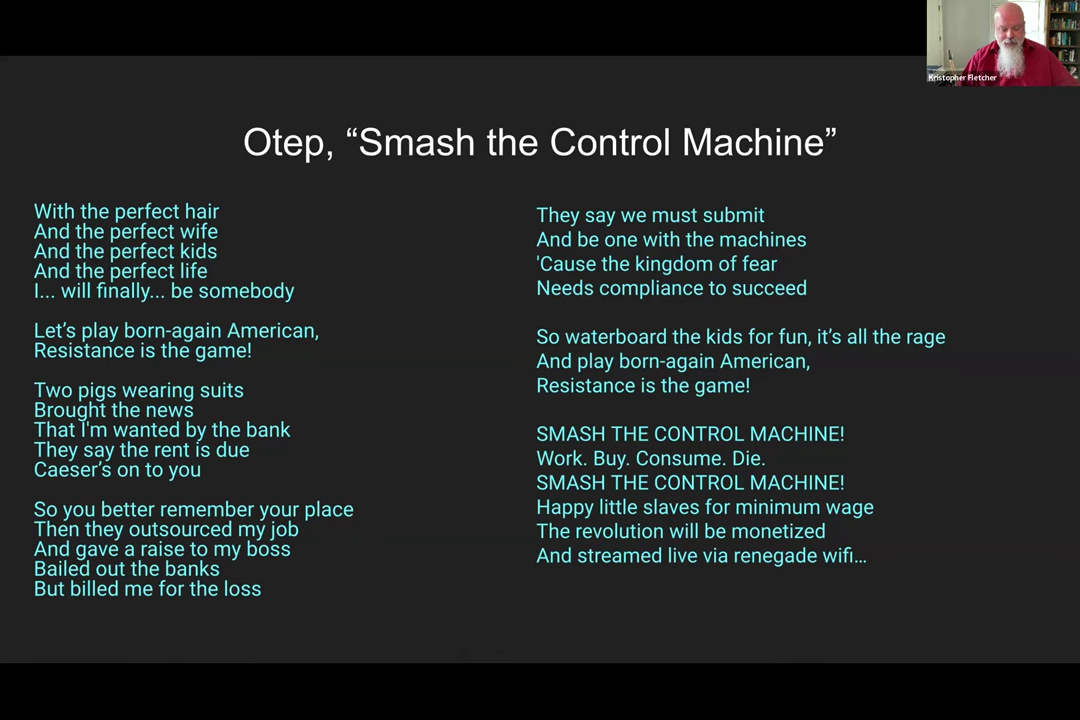 Kristopher Fletcher
Otep, “Smash the Control Machine”
With the perfect hair
And the perfect wife
And the perfect kids
And the perfect life
I... will finally... be somebody
Let’s play born-again American,
Resistance is the game!
Two pigs wearing suits
Brought the news
That I'm wanted by the bank
They say the rent is due
Caeser’s on to you
So you better remember your place
Then they outsourced my job
And gave a raise to my boss
Bailed out the banks
But billed me for the loss
They say we must submit
And be one with the machines
'Cause the kingdom of fear
Needs compliance to succeed
So waterboard the kids for fun, it’s all the rage
And play born-again American,
Resistance is the game!
SMASH THE CONTROL MACHINE!
Work. Buy. Consume. Die.
SMASH THE CONTROL MACHINE!
Happy little slaves for minimum wage
The revolution will be monetized
And streamed live via renegade wifi…